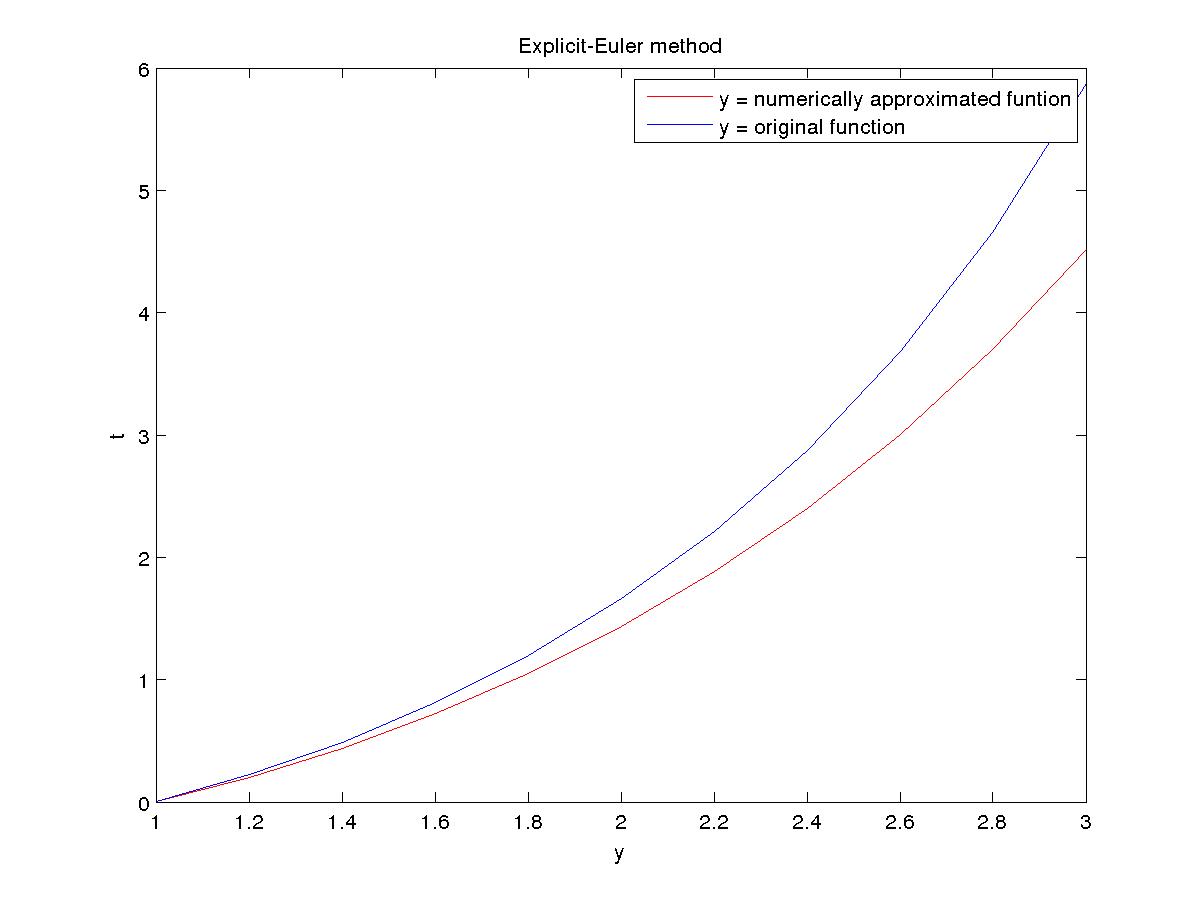 Explicit-Euler method
6
y = numerically approximated funtion
y = original function
5
4
3
t
2
1
0
1 1.2 1.4 1.6 1.8 2 2.2 2.4 2.6 2.8 3
y